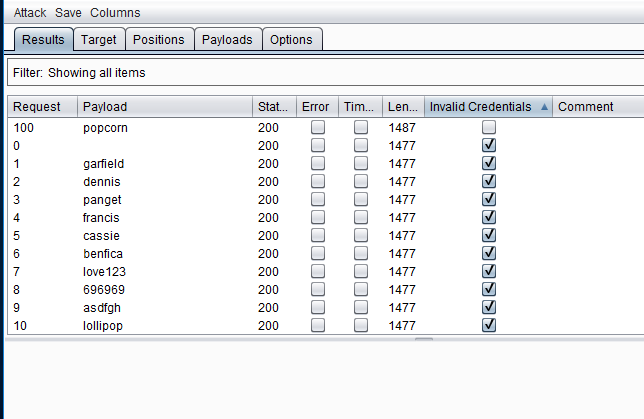 Attack Save Columns
Results Target Positions Payloads Options
Filter: Showing all items
Request Payload Stat... Error Tim... Len... Invalid Credentials Comment
100 popcorn 200 1487
0 200 1477
1 garfield 200 1477
2 dennis 200 1477
3 panget 200 1477
4 francis 200 1477
5 cassie 200 1477
6 benfica 200 1477
7 love123 200 1477
8 696969 200 1477
9 asdfgh 200 1477
10 lollipop 200 1477